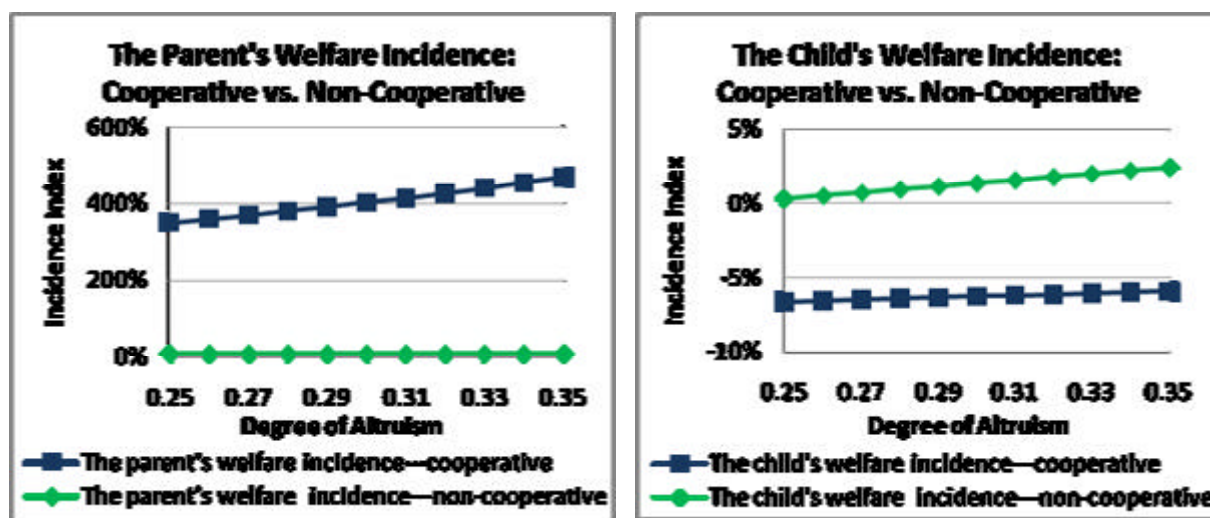 The Parent's Welfare Incidence:
Cooperative vs. Non-Cooperative
600%
400%
200%
0%
Incidence Index
0.25 0.27 0.29 0.31 0.33 0.35
Degree of Altruism
The parent's welfare incidence—cooperative
The parent's welfare incidence—non-cooperative
The Child's Welfare Incidence:
Cooperative vs. Non-Cooperative
5%
0%
-5%
-10%
Incidence Index
0.25 0.27 0.29 0.31 0.33 0.35
Degree of Altruism
The child's welfare incidence—cooperative
The child's welfare incidence—non-cooperative